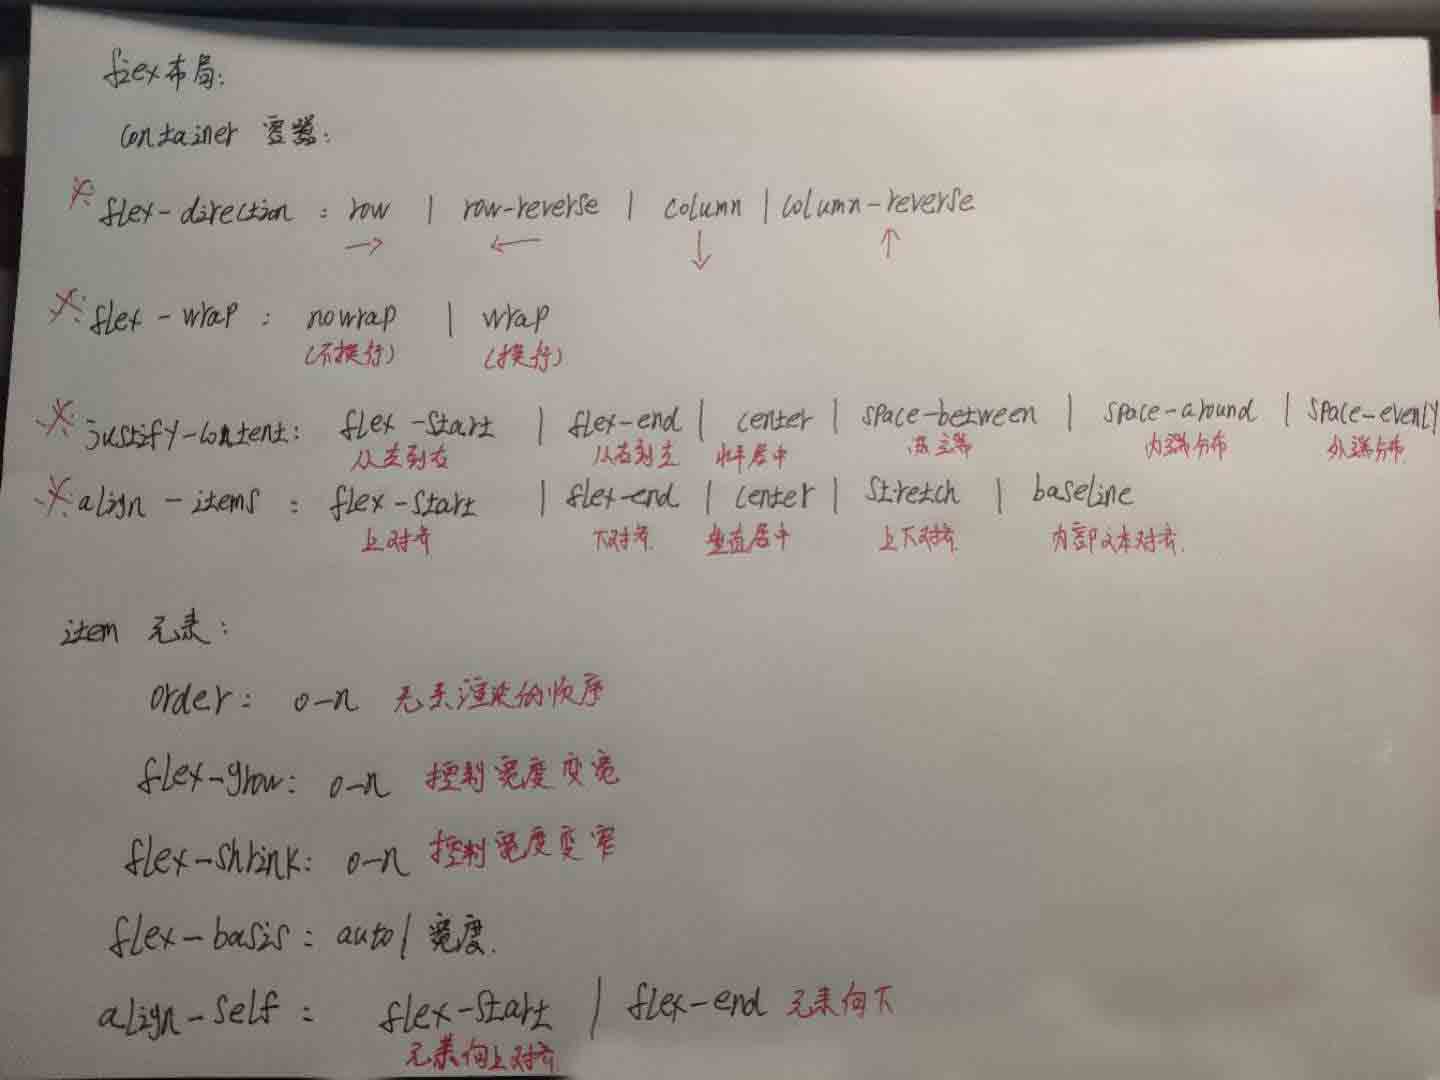 flex布局:
container 容器:
※: flex-direction : row | row-reverse | column | column-reverse
→ ← ↓ ↑
※: flex-wrap : nowrap | wrap
(不换行) (换行)
※: justify-content: flex-start | flex-end | center | space-between | space-around | space-evenly
从左到右 从右到左 水平居中 两端 内端分布 外端分布
※: align-items : flex-start | flex-end | center | stretch | baseline
上对齐 下对齐. 垂直居中 上下对齐 内部文本对齐.
item 元素:
order: 0-n 元素渲染的顺序
flex-grow: 0-n 控制宽度变宽
flex-shrink: 0-n 控制宽度变窄
flex-basis: auto | 宽度.
align-self : flex-start | flex-end 元素向下
元素向上对齐